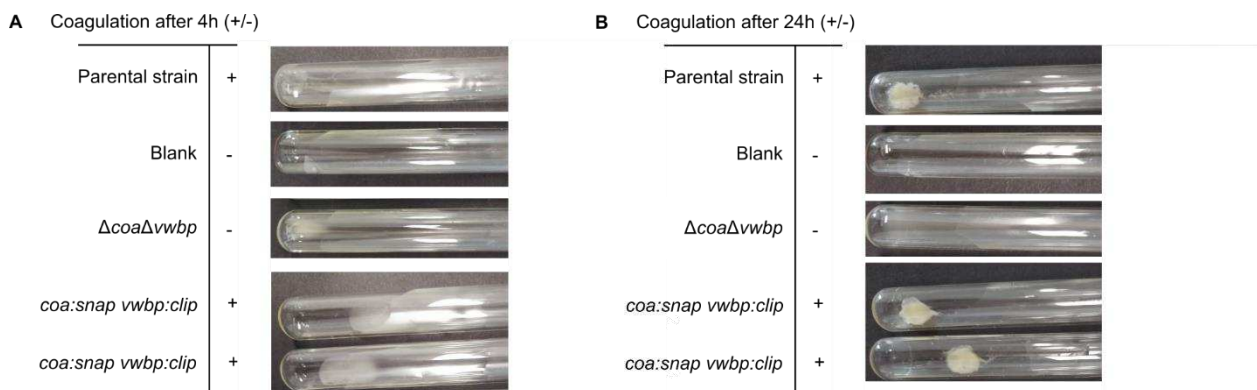 A Coagulation after 4h (+/-)
Parental strain +
Blank -
ΔcoaΔvwbp -
coa:snap vwbp:clip +
coa:snap vwbp:clip +
B Coagulation after 24h (+/-)
Parental strain +
Blank -
ΔcoaΔvwbp -
coa:snap vwbp:clip +
coa:snap vwbp:clip +